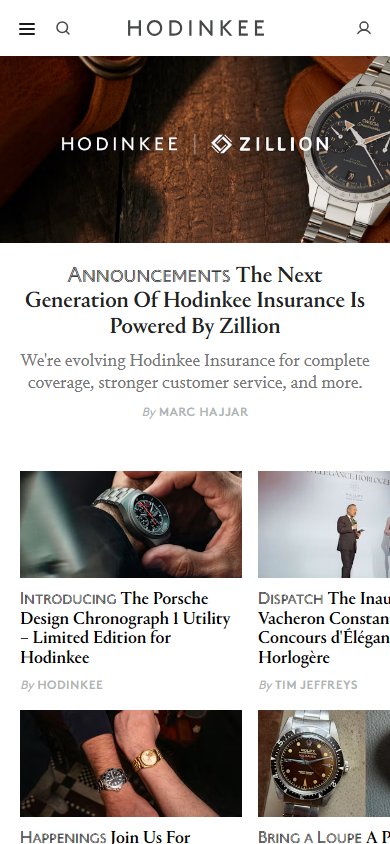 HODINKEE
HODINKEE | ZILLION
ANNOUNCEMENTS The Next
Generation Of Hodinkee Insurance Is
Powered By Zillion
We're evolving Hodinkee Insurance for complete
coverage, stronger customer service, and more.
By MARC HAJJAR
INTRODUCING The Porsche
Design Chronograph 1 Utility
– Limited Edition for
Hodinkee
By HODINKEE
DISPATCH The Inau
Vacheron Constan
Concours d'Élégan
Horlogère
By TIM JEFFREYS
HAPPENINGS Join Us For
BRING A LOUPE A P